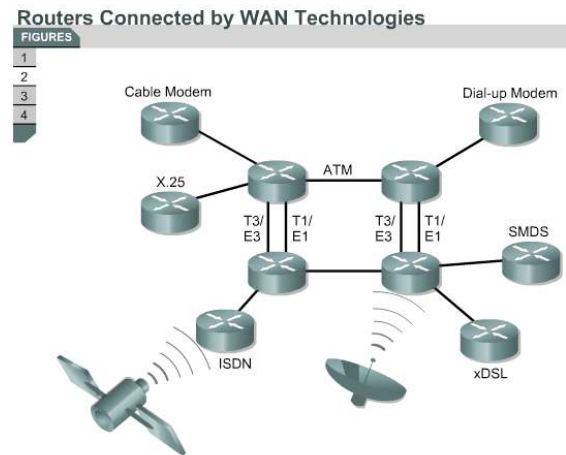 Routers Connected by WAN Technologies
FIGURES
1
2
3
4
Cable Modem
Dial-up Modem
ATM
X.25
T3/
E3
T1/
E1
T3/
E3
T1/
E1
SMDS
ISDN
xDSL